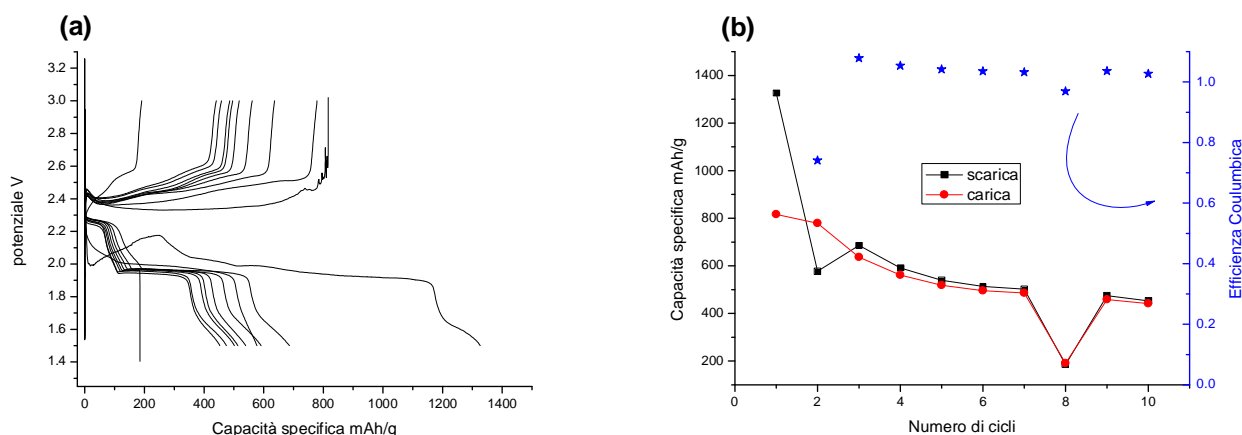 (a)
3.2
3.0
2.8
2.6
2.4
2.2
2.0
1.8
1.6
1.4
potenziale V
0 200 400 600 800 1000 1200 1400
Capacità specifica mAh/g
(b)
1400
1200
1000
800
600
400
200
Capacità specifica mAh/g
scarica
carica
1.0
0.8
0.6
0.4
0.2
0.0
Efficienza Coulumbica
0 2 4 6 8 10
Numero di cicli